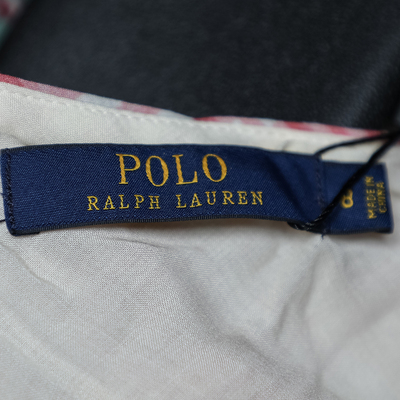 POLO
RALPH LAUREN
8
MADE IN
CHINA